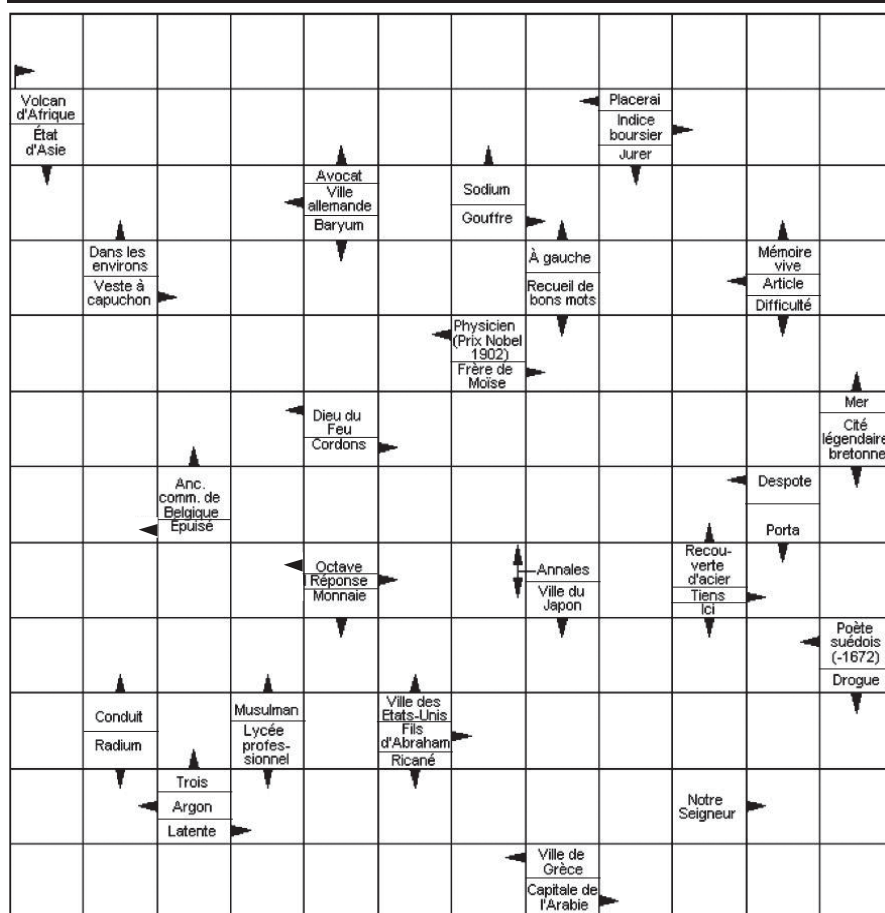 Volcan
d'Afrique
État
d'Asie
Placerai
Indice
boursier
Jurer
Avocat
Ville
allemande
Baryum
Sodium
Gouffre
Dans les
environs
Veste à
capuchon
À gauche
Recueil de
bons mots
Mémoire
vive
Article
Difficulté
Physicien
(Prix Nobel
1902)
Frère de
Moïse
Dieu du
Feu
Cordons
Mer
Cité
légendaire
bretonne
Anc.
comm. de
Belgique
Épuisé
Despote
Porta
Octave
Réponse
Monnaie
Annales
Ville du
Japon
Recou-
verte
d'acier
Tiens
Ici
Poète
suédois
(-1672)
Drogue
Conduit
Radium
Musulman
Lycée
profes-
sionnel
Ville des
Etats-Unis
Fils
d'Abraham
Ricané
Trois
Argon
Latente
Notre
Seigneur
Ville de
Grèce
Capitale de
l'Arabie